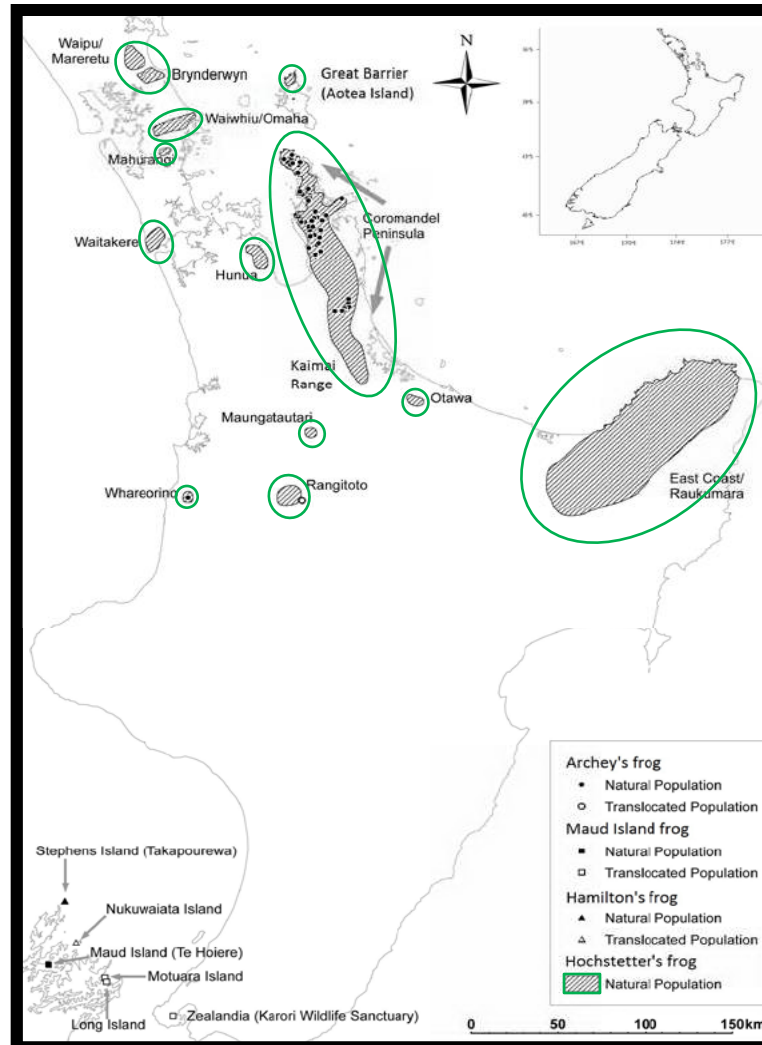 Waipu/
Mareretu
Brynderwyn
Great Barrier
(Aotea Island)
N
Waiwhiu/Omaha
Mahurangi
Waitakere
Hunua
Coromandel
Peninsula
Kaimai
Range
Otawa
Maungatautari
Whareorino
Rangitoto
East Coast/
Raukumara
Archey's frog
Natural Population
Translocated Population
Maud Island frog
Natural Population
Translocated Population
Hamilton's frog
Natural Population
Translocated Population
Hochstetter's frog
Natural Population
Stephens Island (Takapourewa)
Nukuwaiata Island
Maud Island (Te Hoiere)
Motuara Island
Long Island
Zealandia (Karori Wildlife Sanctuary)
0 50 100 150km